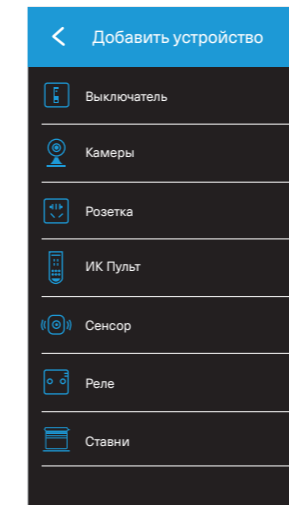 Добавить устройство
Выключатель
Камеры
Розетка
ИК Пульт
Сенсор
Реле
Ставни